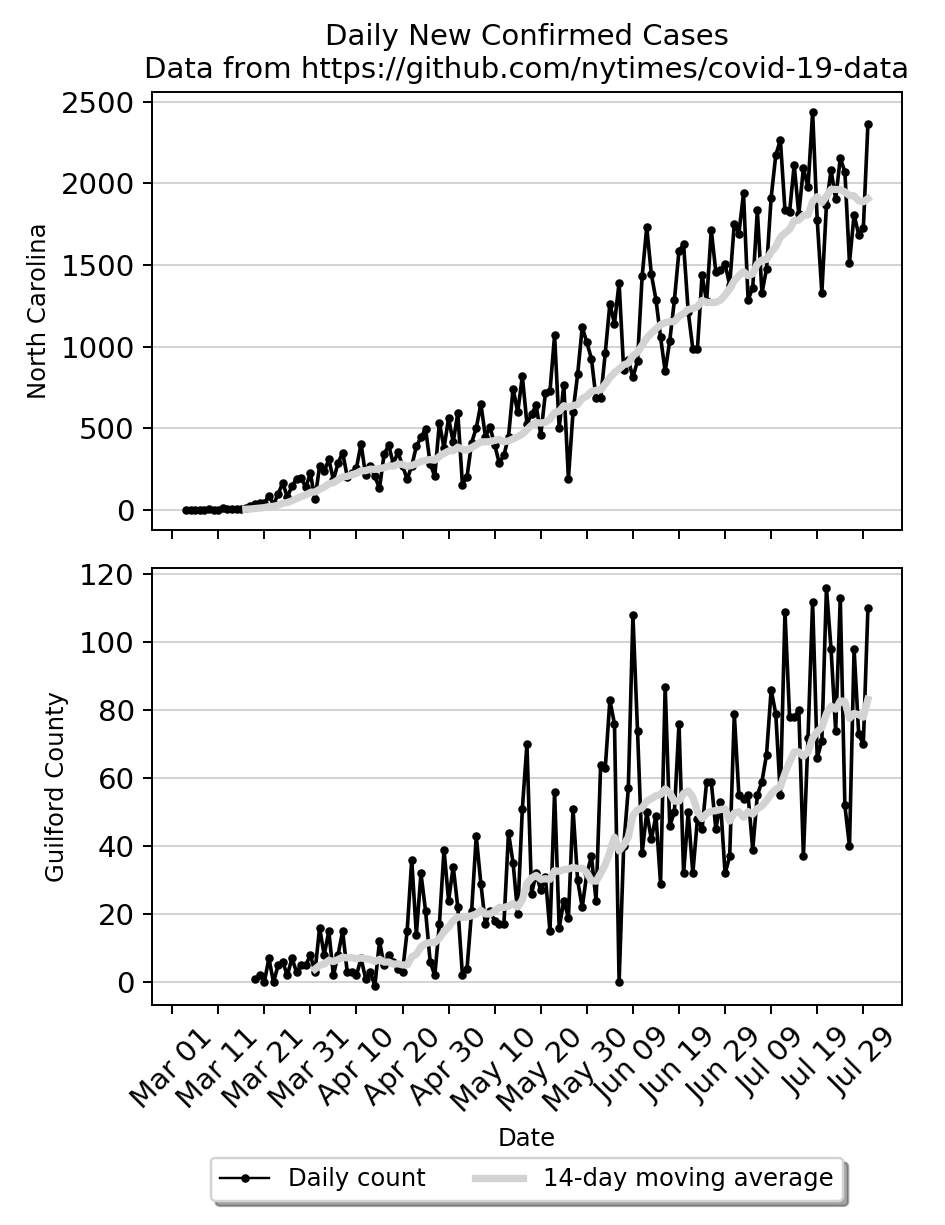 Daily New Confirmed Cases
Data from https://github.com/nytimes/covid-19-data
North Carolina
2500
2000
1500
1000
500
0
Guilford County
120
100
80
60
40
20
0
Mar 01
Mar 11
Mar 21
Mar 31
Apr 10
Apr 20
Apr 30
May 10
May 20
May 30
Jun 09
Jun 19
Jun 29
Jul 09
Jul 19
Jul 29
Date
Daily count
14-day moving average